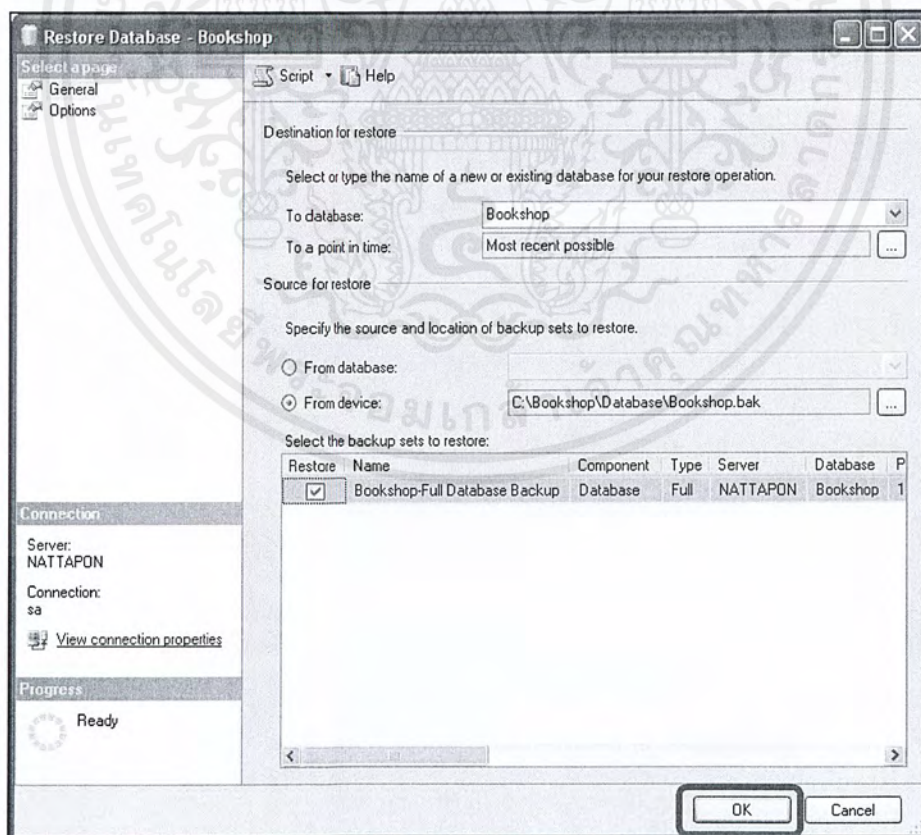 Restore Database - Bookshop
Select a page
General
Options
Script Help
Destination for restore
Select or type the name of a new or existing database for your restore operation.
To database: Bookshop
To a point in time: Most recent possible ...
Source for restore
Specify the source and location of backup sets to restore.
From database:
From device: C:\Bookshop\Database\Bookshop.bak ...
Select the backup sets to restore:
Restore Name Component Type Server Database P
Bookshop-Full Database Backup Database Full NATTAPON Bookshop 1
Connection
Server:
NATTAPON
Connection:
sa
View connection properties
Progress
Ready
OK Cancel